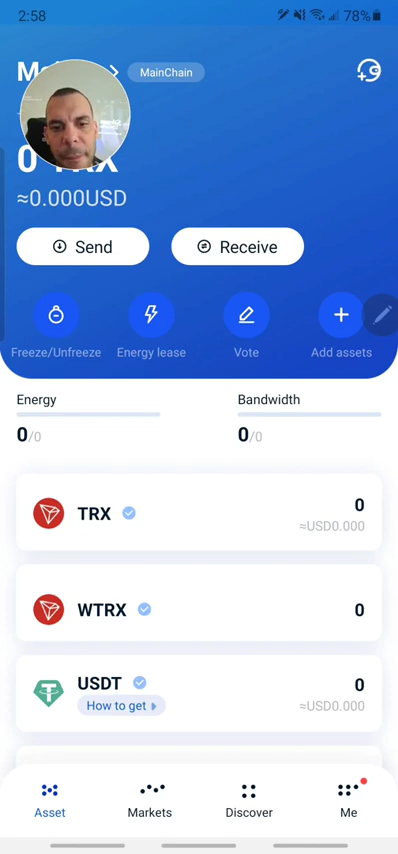 2:58
78%
MainChain
0 TRX
≈0.000USD
Send
Receive
Freeze/Unfreeze
Energy lease
Vote
Add assets
Energy
Bandwidth
0/0
0/0
TRX
0
≈USD0.000
WTRX
0
USDT
0
How to get
≈USD0.000
Asset
Markets
Discover
Me